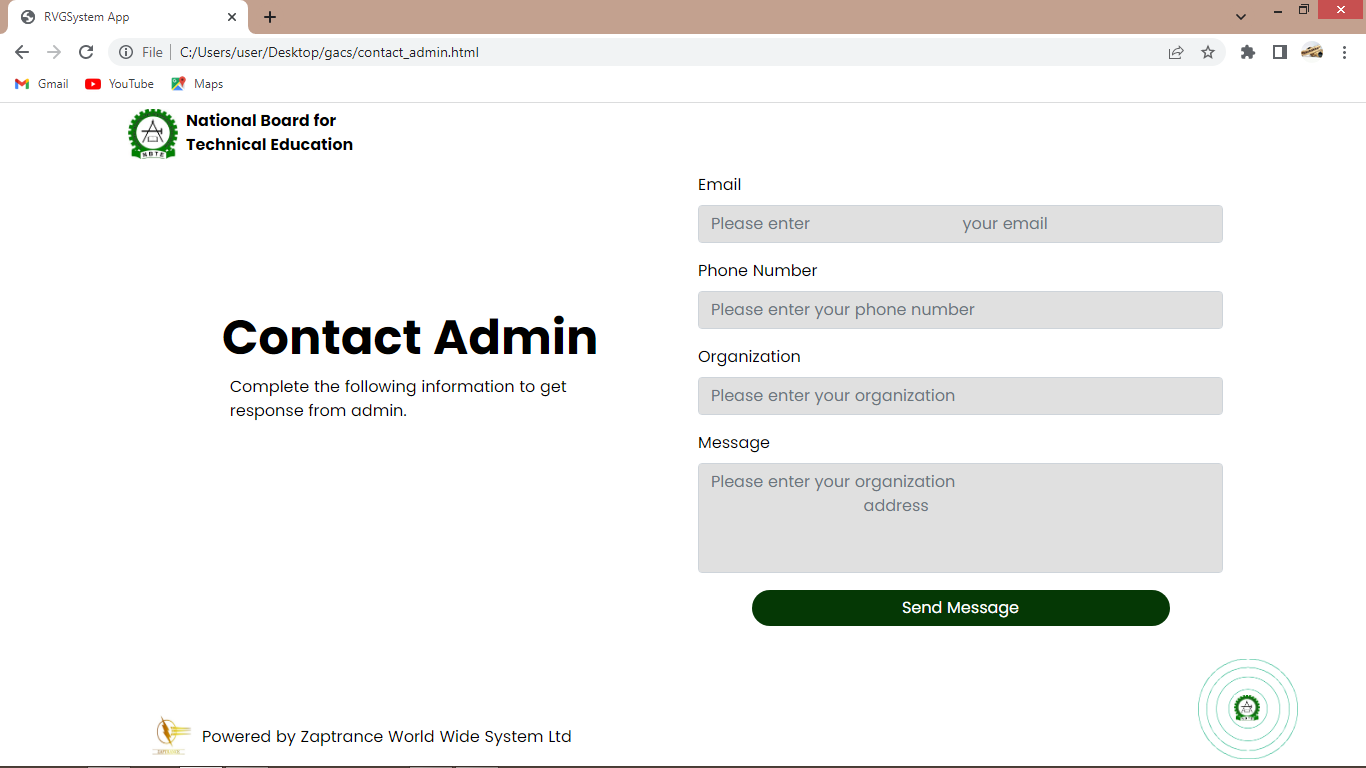 RVGSystem App
File
C:/Users/user/Desktop/gacs/contact_admin.html
Gmail
YouTube
Maps
National Board for
Technical Education
NBTE
Contact Admin
Complete the following information to get
response from admin.
Email
Please enter your email
Phone Number
Please enter your phone number
Organization
Please enter your organization
Message
Please enter your organization
address
Send Message
Powered by Zaptrance World Wide System Ltd